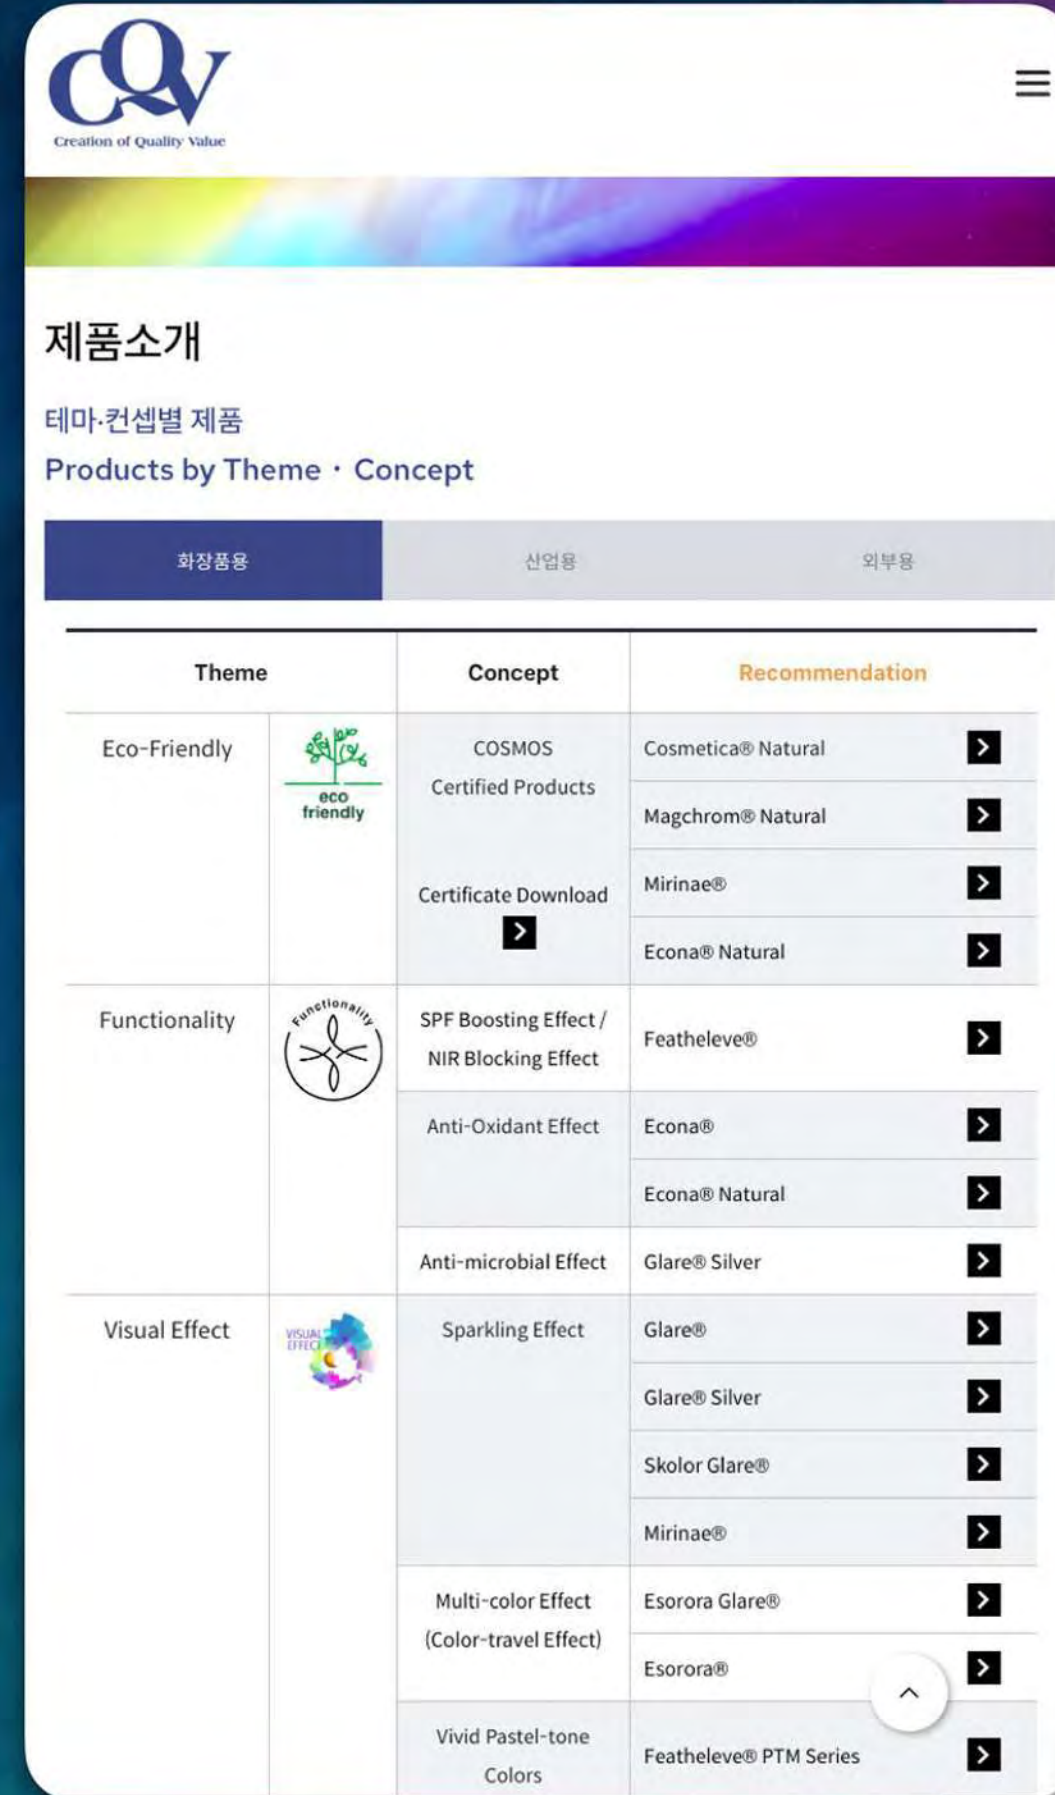 CQV
Creation of Quality Value
제품소개
테마·컨셉별 제품
Products by Theme · Concept
화장품용 산업용 외부용
Theme Concept Recommendation
Eco-Friendly
eco
friendly
COSMOS
Certified Products
Certificate Download
Cosmetica® Natural
Magchrom® Natural
Mirinae®
Econa® Natural
Functionality
Functionality
SPF Boosting Effect /
NIR Blocking Effect
Featheleve®
Anti-Oxidant Effect
Econa®
Econa® Natural
Anti-microbial Effect
Glare® Silver
Visual Effect
VISUAL
EFFECT
Sparkling Effect
Glare®
Glare® Silver
Skolor Glare®
Mirinae®
Multi-color Effect
(Color-travel Effect)
Esorora Glare®
Esorora®
Vivid Pastel-tone
Colors
Featheleve® PTM Series